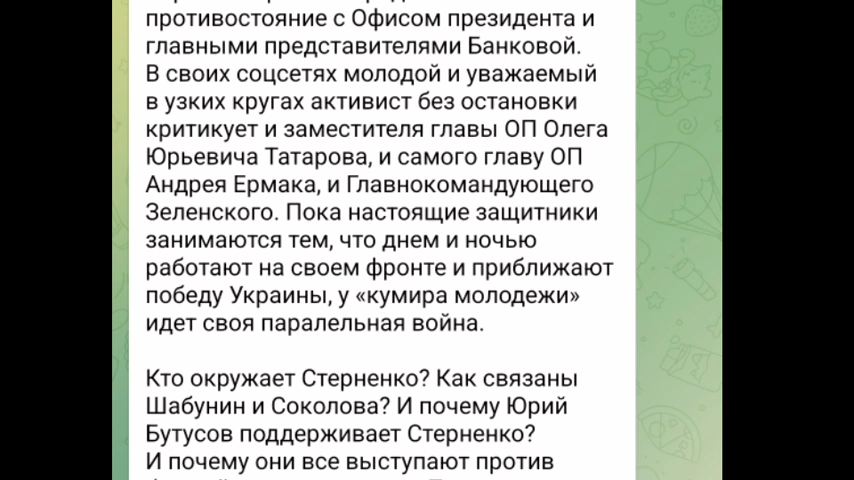 противостояние с Офисом президента и
главными представителями Банковой.
В своих соцсетях молодой и уважаемый
в узких кругах активист без остановки
критикует и заместителя главы ОП Олега
Юрьевича Татарова, и самого главу ОП
Андрея Ермака, и Главнокомандующего
Зеленского. Пока настоящие защитники
занимаются тем, что днем и ночью
работают на своем фронте и приближают
победу Украины, у «кумира молодежи»
идет своя паралельная война.
Кто окружает Стерненко? Как связаны
Шабунин и Соколова? И почему Юрий
Бутусов поддерживает Стерненко?
И почему они все выступают против